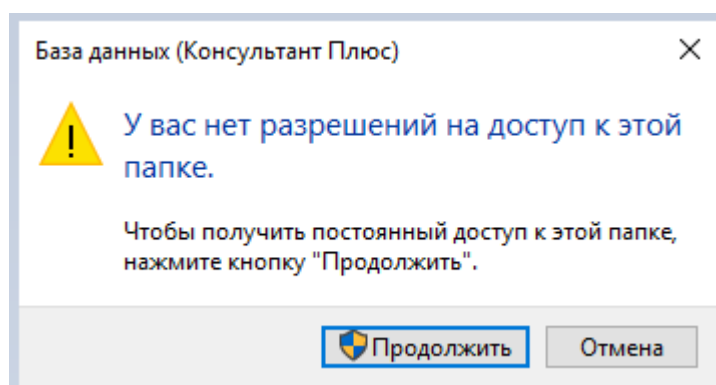 База данных (Консультант Плюс)
У вас нет разрешений на доступ к этой
папке.
Чтобы получить постоянный доступ к этой папке,
нажмите кнопку "Продолжить".
Продолжить Отмена